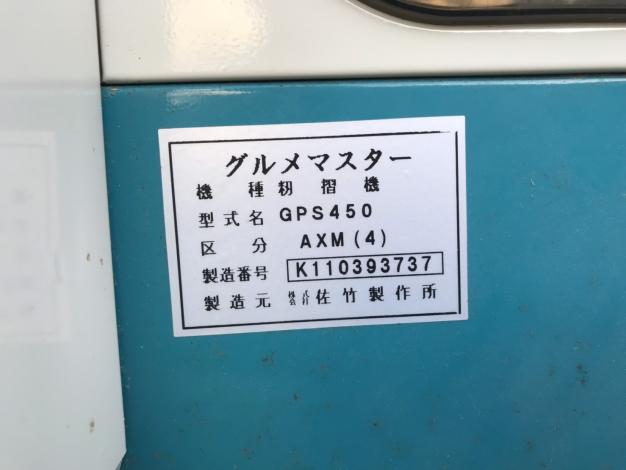 グルメマスター
機種 籾摺機
型式名 GPS450
区分 AXM(4)
製造番号 K110393737
製造元 株式会社 佐竹製作所